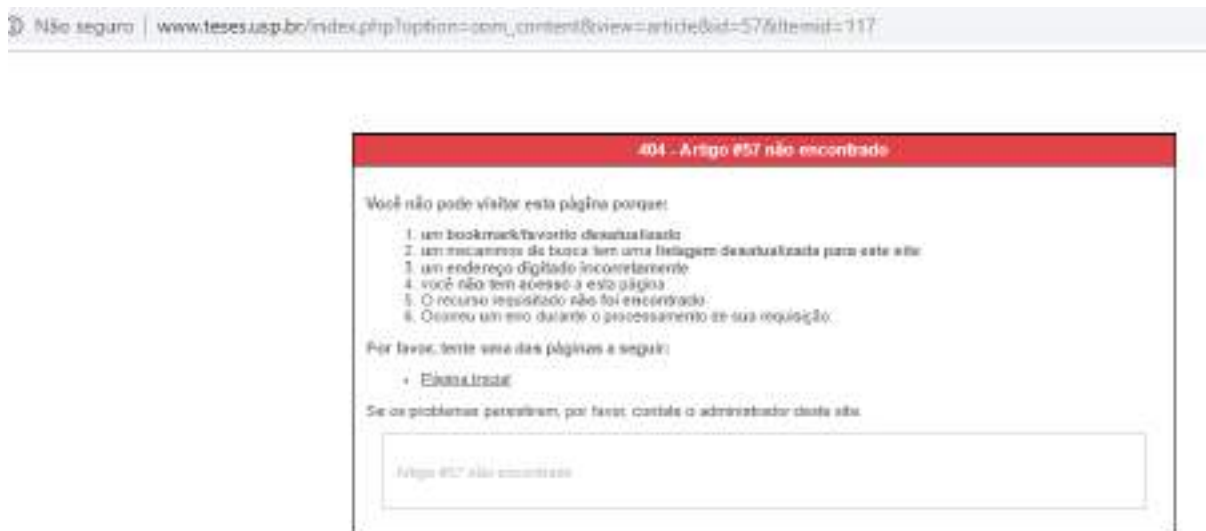 Não seguro | www.teses.usp.br/index.php?option=com_content&view=article&id=57&Itemid=117
404 - Artigo #57 não encontrado
Você não pode visitar esta página porque:
1. um bookmark/favorito desatualizado
2. um mecanismo de busca tem uma listagem desatualizada para este site
3. um endereço digitado incorretamente
4. você não tem acesso a esta página
5. O recurso requisitado não foi encontrado
6. Ocorreu um erro durante o processamento de sua requisição.
Por favor, tente uma das páginas a seguir:
Página Inicial
Se os problemas persistirem, por favor, contate o administrador deste site.
Artigo #57 não encontrado